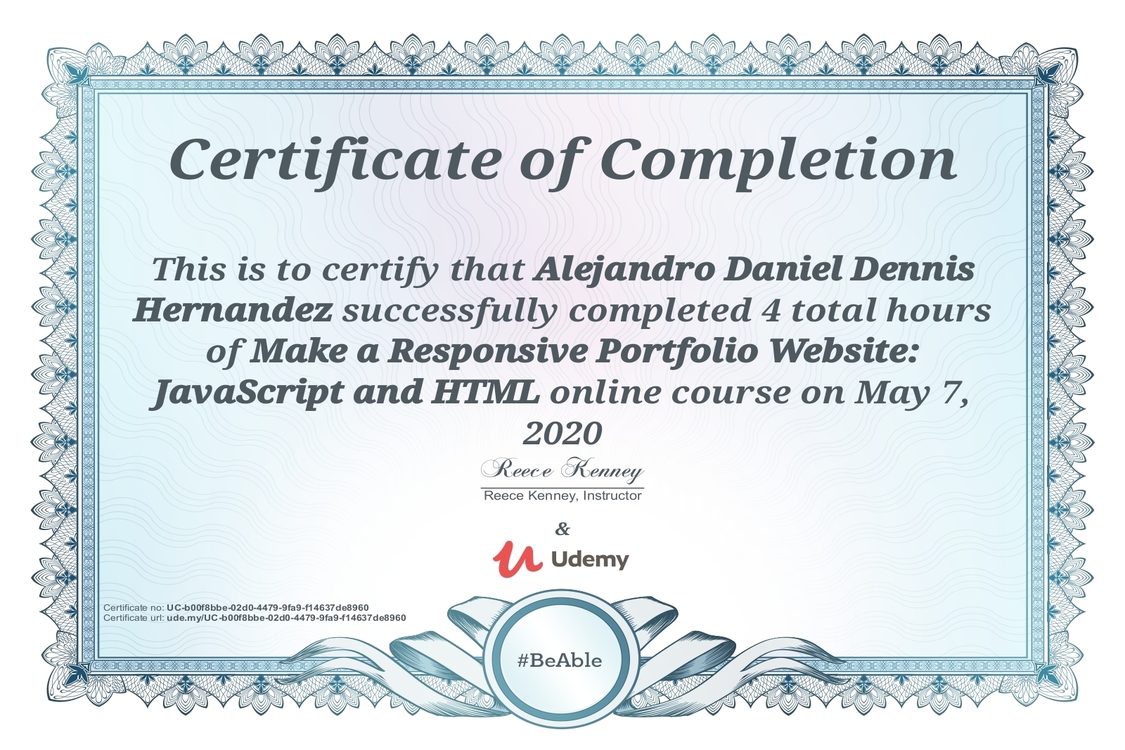 Certificate of Completion
This is to certify that Alejandro Daniel Dennis
Hernandez successfully completed 4 total hours
of Make a Responsive Portfolio Website:
JavaScript and HTML online course on May 7,
2020
Reece Kenney
Reece Kenney, Instructor
&
Udemy
Certificate no: UC-b00f8bbe-02d0-4479-9fa9-f14637de8960
Certificate url: ude.my/UC-b00f8bbe-02d0-4479-9fa9-f14637de8960
#BeAble